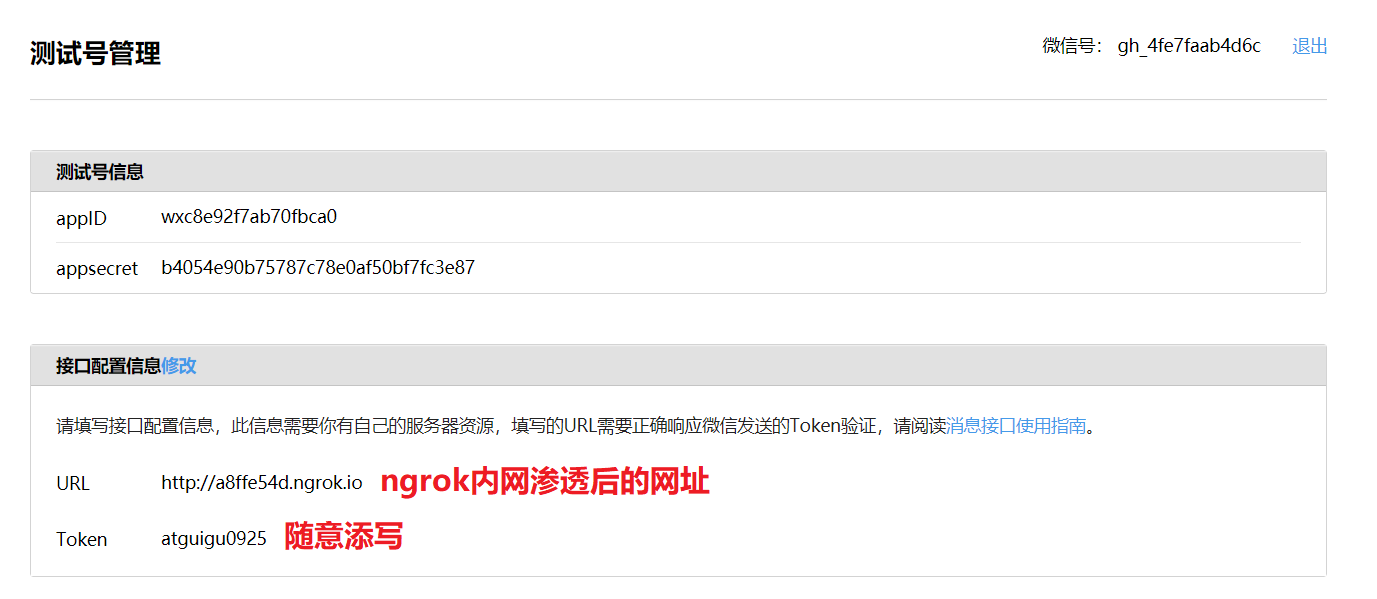 测试号管理
微信号： gh_4fe7faab4d6c 退出
测试号信息
appID wxc8e92f7ab70fbca0
appsecret b4054e90b75787c78e0af50bf7fc3e87
接口配置信息修改
请填写接口配置信息，此信息需要你有自己的服务器资源，填写的URL需要正确响应微信发送的Token验证，请阅读消息接口使用指南。
URL http://a8ffe54d.ngrok.io ngrok内网渗透后的网址
Token atguigu0925 随意添写